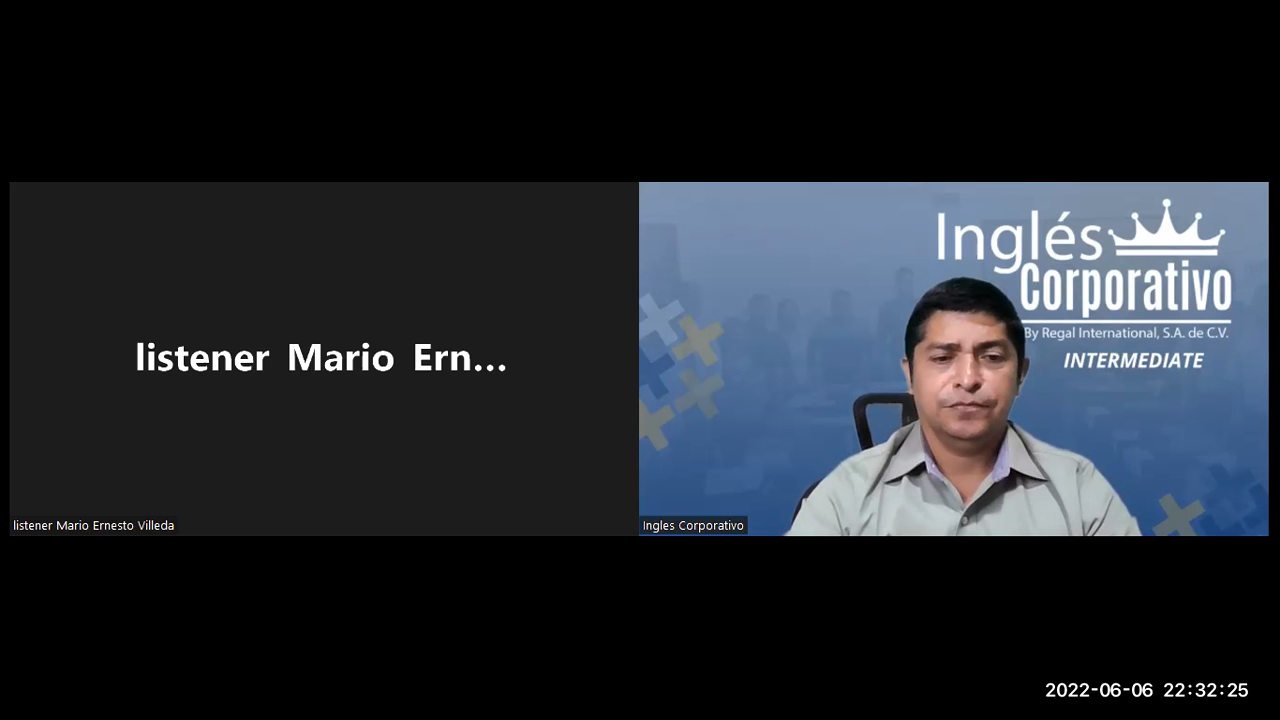 listener Mario Ern...
listener Mario Ernesto Villeda
Inglés
Corporativo
By Regal International, S.A. de C.V.
INTERMEDIATE
Ingles Corporativo
2022-06-06 22:32:25